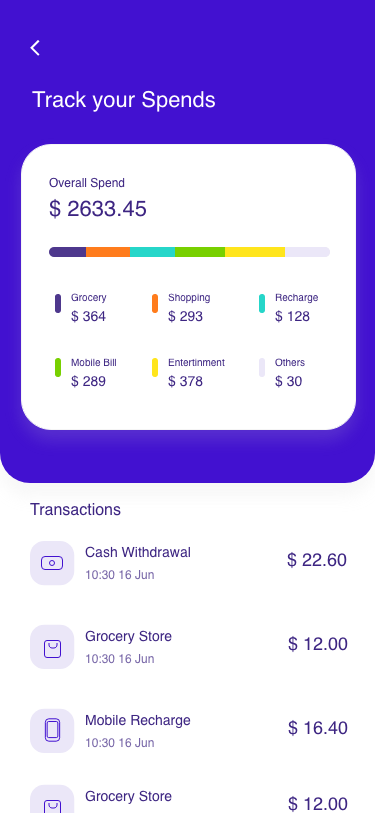 Track your Spends
Overall Spend
$ 2633.45
Grocery
$ 364
Shopping
$ 293
Recharge
$ 128
Mobile Bill
$ 289
Entertinment
$ 378
Others
$ 30
Transactions
Cash Withdrawal
10:30 16 Jun
$ 22.60
Grocery Store
10:30 16 Jun
$ 12.00
Mobile Recharge
10:30 16 Jun
$ 16.40
Grocery Store
$ 12.00